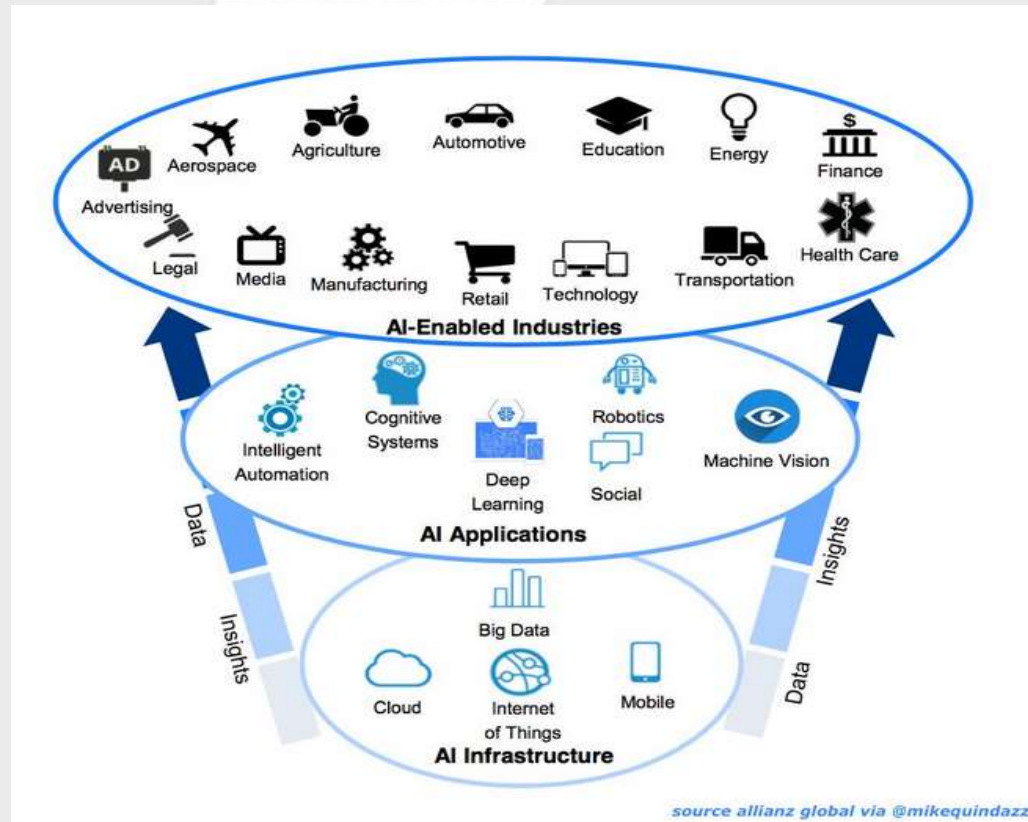 AD
Advertising
Aerospace
Agriculture
Automotive
Education
Energy
$
Finance
Legal
Media
Manufacturing
Retail
Technology
Transportation
Health Care
AI-Enabled Industries
Intelligent
Automation
Cognitive
Systems
Deep
Learning
Robotics
Social
Machine Vision
AI Applications
Data
Insights
Insights
Data
Big Data
Cloud
Internet
of Things
Mobile
AI Infrastructure
source allianz global via @mikequindazz